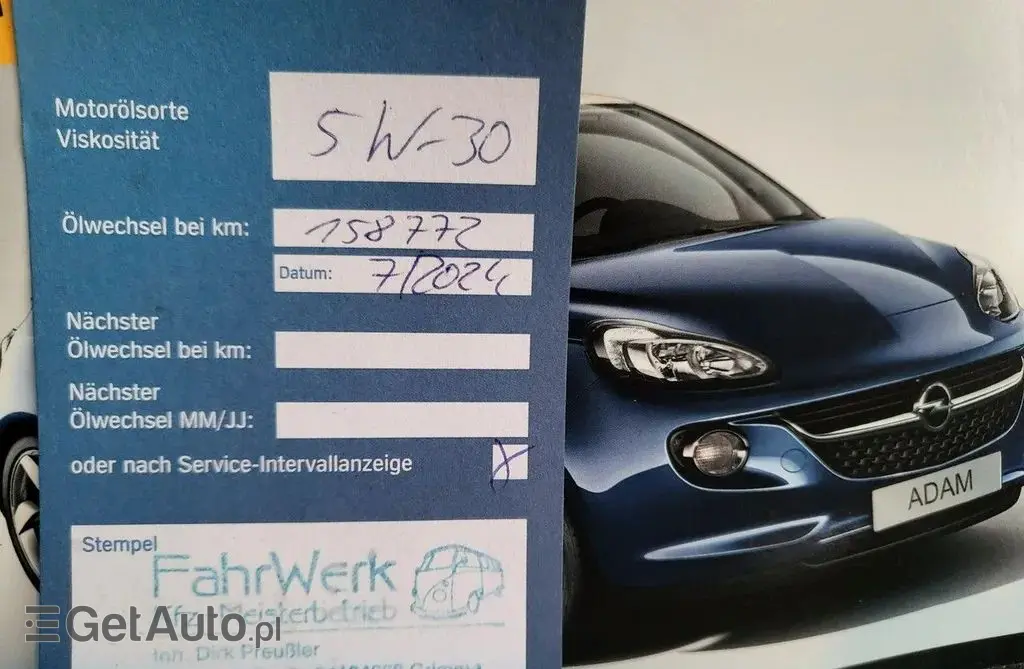 Motorölsorte
Viskosität
5W-30
Ölwechsel bei km: 158772
Datum: 7/2024
Nächster
Ölwechsel bei km:
Nächster
Ölwechsel MM/JJ:
oder nach Service-Intervallanzeige X
Stempel
FahrWerk
Kfz-Meisterbetrieb
Inh. Dirk Preußler
ADAM
GetAuto.pl